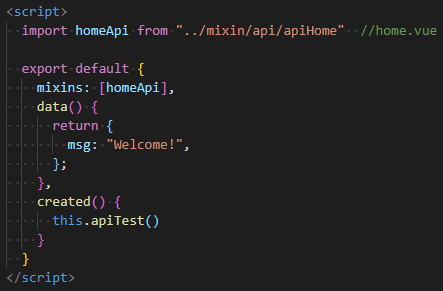 <script>
import homeApi from "../mixin/api/apiHome" //home.vue
export default {
mixins: [homeApi],
data() {
return {
msg: "Welcome!",
};
},
created() {
this.apiTest()
}
}
</script>